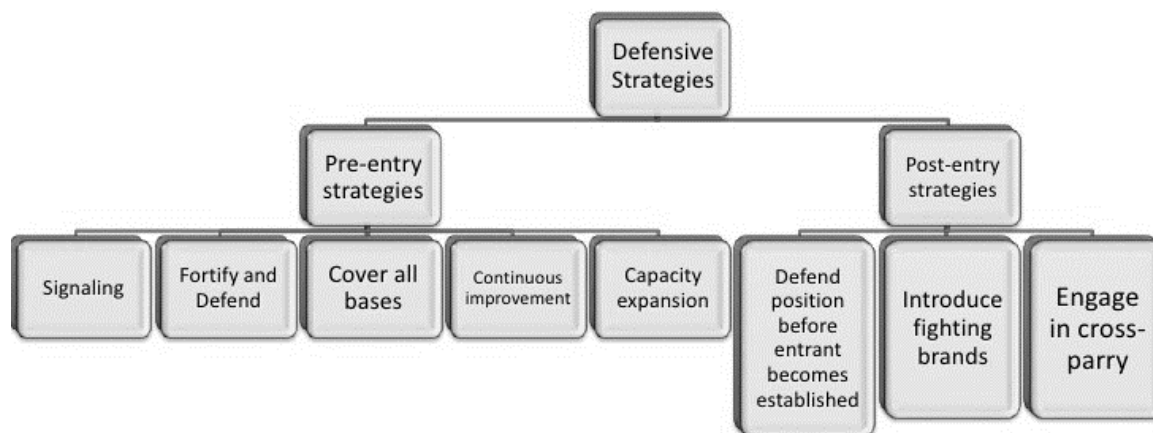 Defensive
Strategies
Pre-entry
strategies
Post-entry
strategies
Signaling
Fortify and
Defend
Cover all
bases
Continuous
improvement
Capacity
expansion
Defend
position
before
entrant
becomes
established
Introduce
fighting
brands
Engage
in cross-
parry